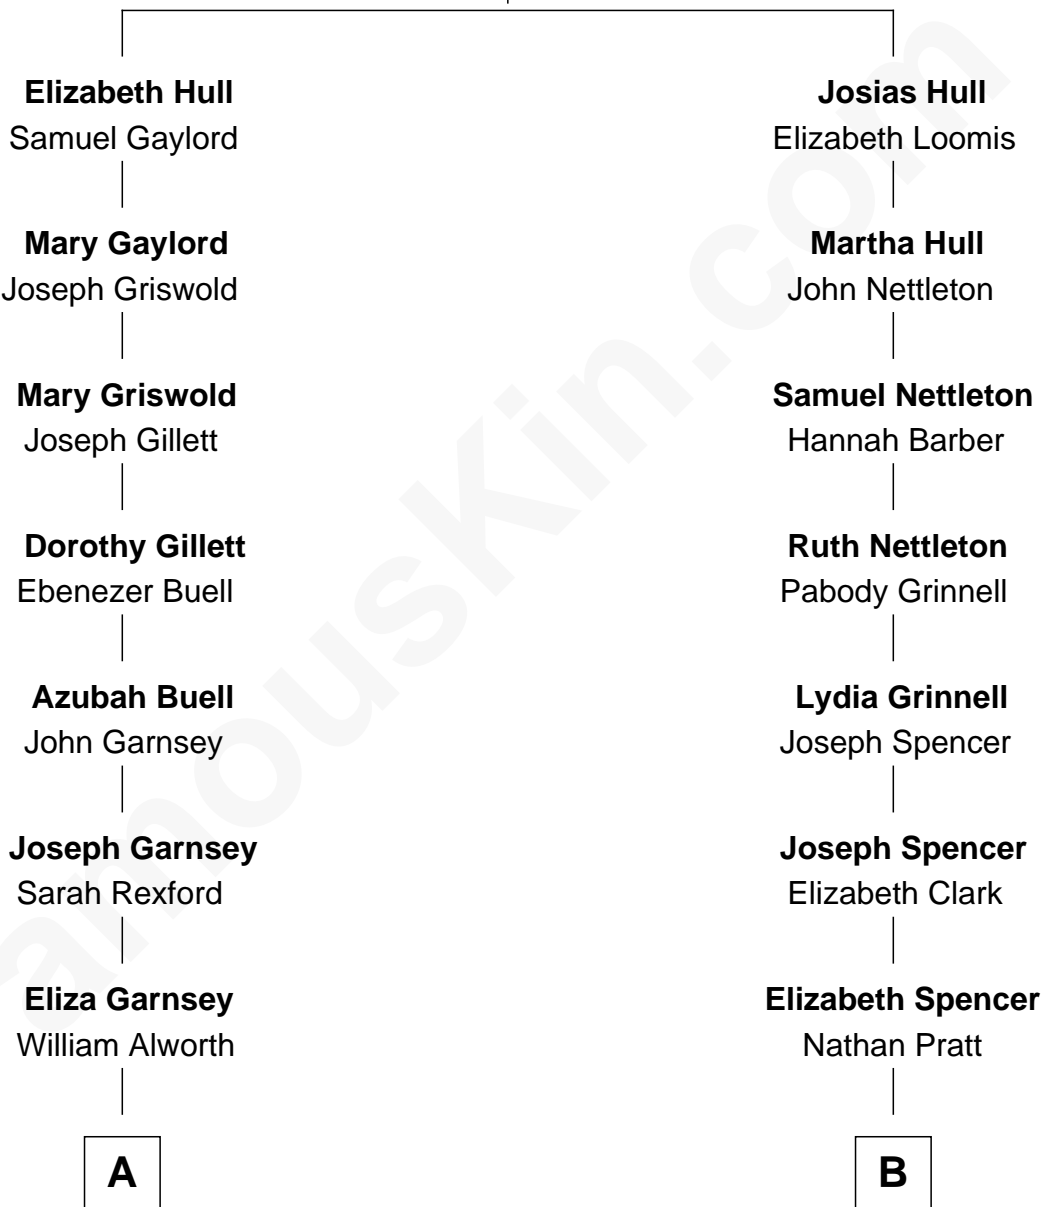 Elizabeth Hull
Samuel Gaylord
Mary Gaylord
Joseph Griswold
Mary Griswold
Joseph Gillett
Dorothy Gillett
Ebenezer Buell
Azubah Buell
John Garnsey
Joseph Garnsey
Sarah Rexford
Eliza Garnsey
William Alworth
A
Josias Hull
Elizabeth Loomis
Martha Hull
John Nettleton
Samuel Nettleton
Hannah Barber
Ruth Nettleton
Pabody Grinnell
Lydia Grinnell
Joseph Spencer
Joseph Spencer
Elizabeth Clark
Elizabeth Spencer
Nathan Pratt
B
amouskin.com